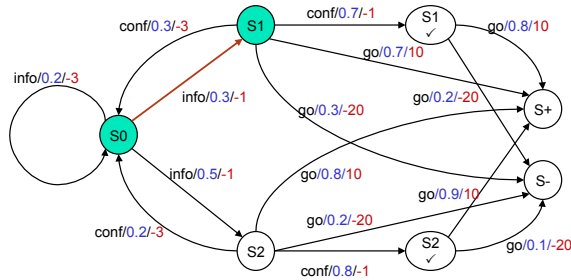 S1
conf/0.7/-1
S1
✓
go/0.8/10
conf/0.3/-3
go/0.7/10
info/0.2/-3
info/0.3/-1
go/0.2/-20
go/0.3/-20
S+
S0
info/0.5/-1
go/0.8/10
S-
go/0.9/10
conf/0.2/-3
go/0.2/-20
S2
S2
✓
go/0.1/-20
conf/0.8/-1